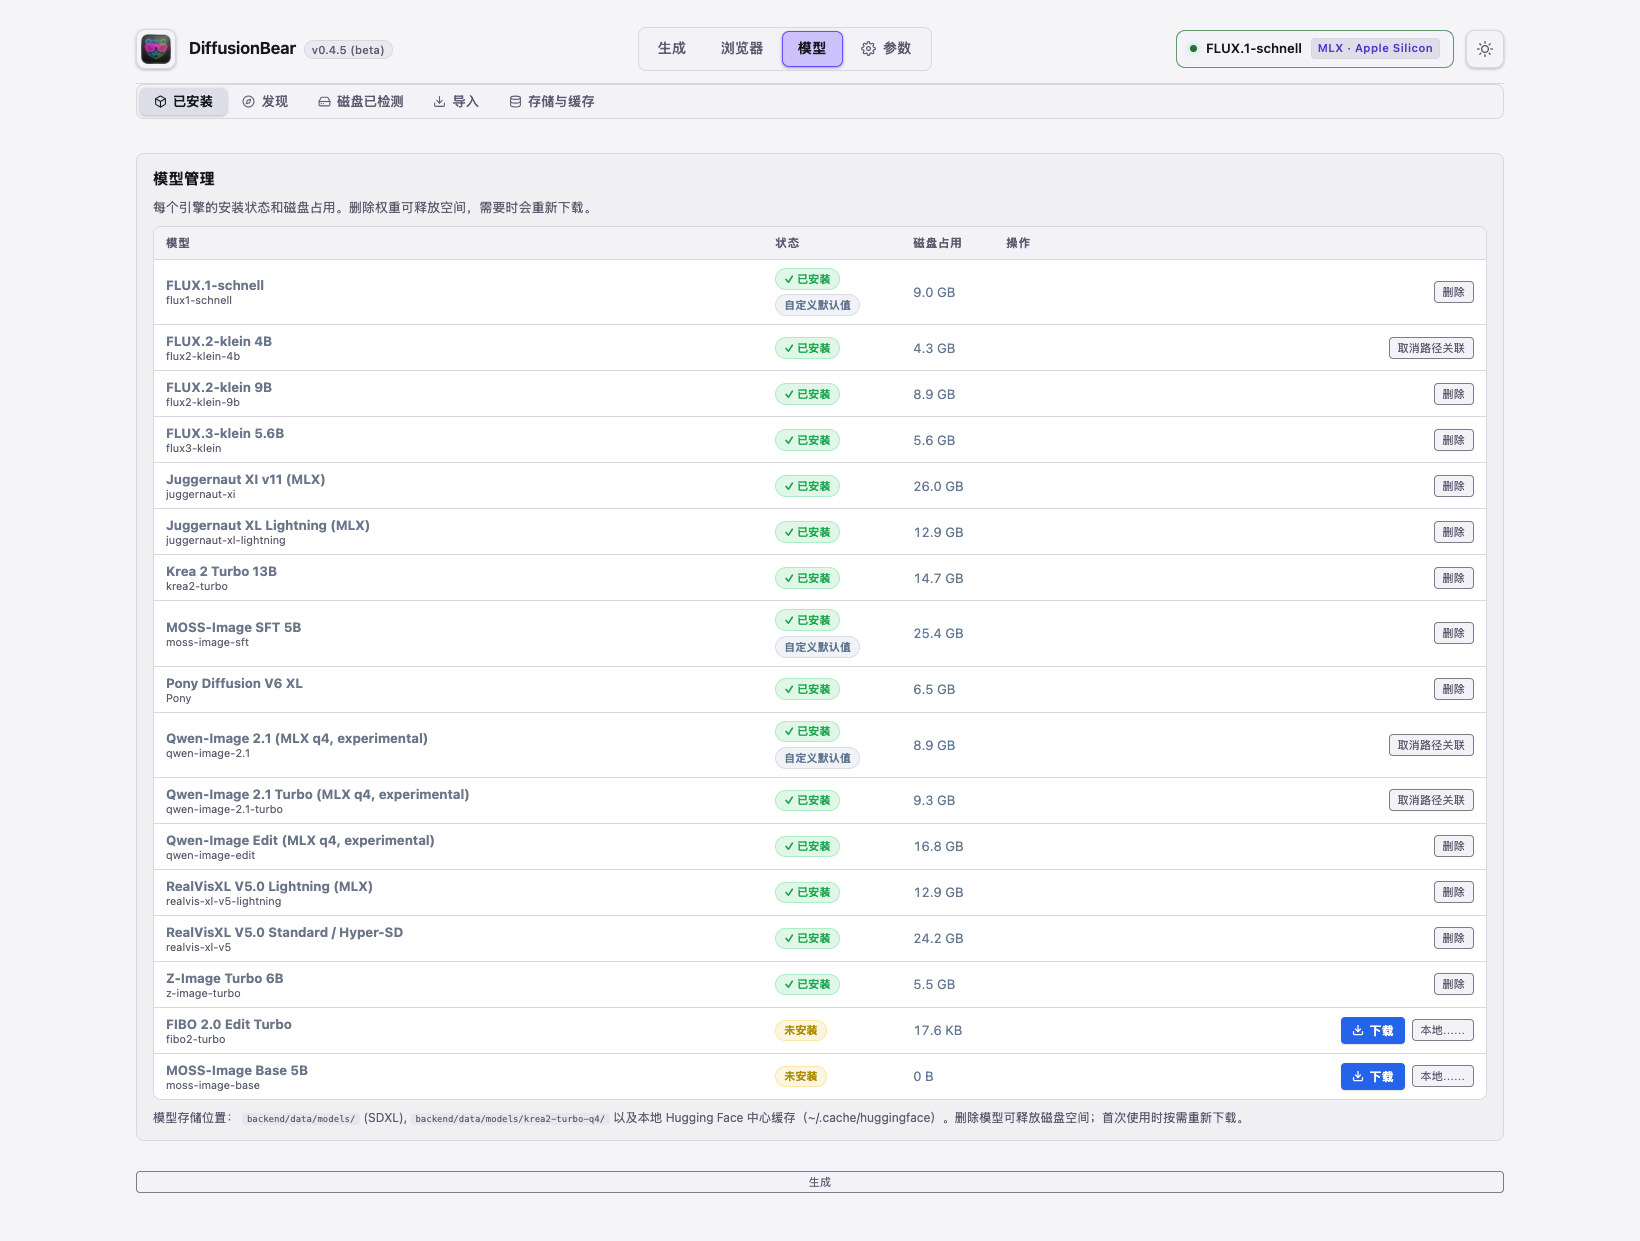 DiffusionBear v0.4.5 (beta)
生成 浏览器 模型 参数
FLUX.1-schnell MLX · Apple Silicon
已安装 发现 磁盘已检测 导入 存储与缓存
模型管理
每个引擎的安装状态和磁盘占用。删除权重可释放空间，需要时会重新下载。
模型 状态 磁盘占用 操作
FLUX.1-schnell
flux1-schnell
已安装
自定义默认值
9.0 GB
删除
FLUX.2-klein 4B
flux2-klein-4b
已安装
4.3 GB
取消路径关联
FLUX.2-klein 9B
flux2-klein-9b
已安装
8.9 GB
删除
FLUX.3-klein 5.6B
flux3-klein
已安装
5.6 GB
删除
Juggernaut XI v11 (MLX)
juggernaut-xi
已安装
26.0 GB
删除
Juggernaut XL Lightning (MLX)
juggernaut-xl-lightning
已安装
12.9 GB
删除
Krea 2 Turbo 13B
krea2-turbo
已安装
14.7 GB
删除
MOSS-Image SFT 5B
moss-image-sft
已安装
自定义默认值
25.4 GB
删除
Pony Diffusion V6 XL
Pony
已安装
6.5 GB
删除
Qwen-Image 2.1 (MLX q4, experimental)
qwen-image-2.1
已安装
自定义默认值
8.9 GB
取消路径关联
Qwen-Image 2.1 Turbo (MLX q4, experimental)
qwen-image-2.1-turbo
已安装
9.3 GB
取消路径关联
Qwen-Image Edit (MLX q4, experimental)
qwen-image-edit
已安装
16.8 GB
删除
RealVisXL V5.0 Lightning (MLX)
realvis-xl-v5-lightning
已安装
12.9 GB
删除
RealVisXL V5.0 Standard / Hyper-SD
realvis-xl-v5
已安装
24.2 GB
删除
Z-Image Turbo 6B
z-image-turbo
已安装
5.5 GB
删除
FIBO 2.0 Edit Turbo
fibo2-turbo
未安装
17.6 KB
下载 本地……
MOSS-Image Base 5B
moss-image-base
未安装
0 B
下载 本地……
模型存储位置： backend/data/models/ (SDXL), backend/data/models/krea2-turbo-q4/ 以及本地 Hugging Face 中心缓存（~/.cache/huggingface）。删除模型可释放磁盘空间；首次使用时按需重新下载。
生成